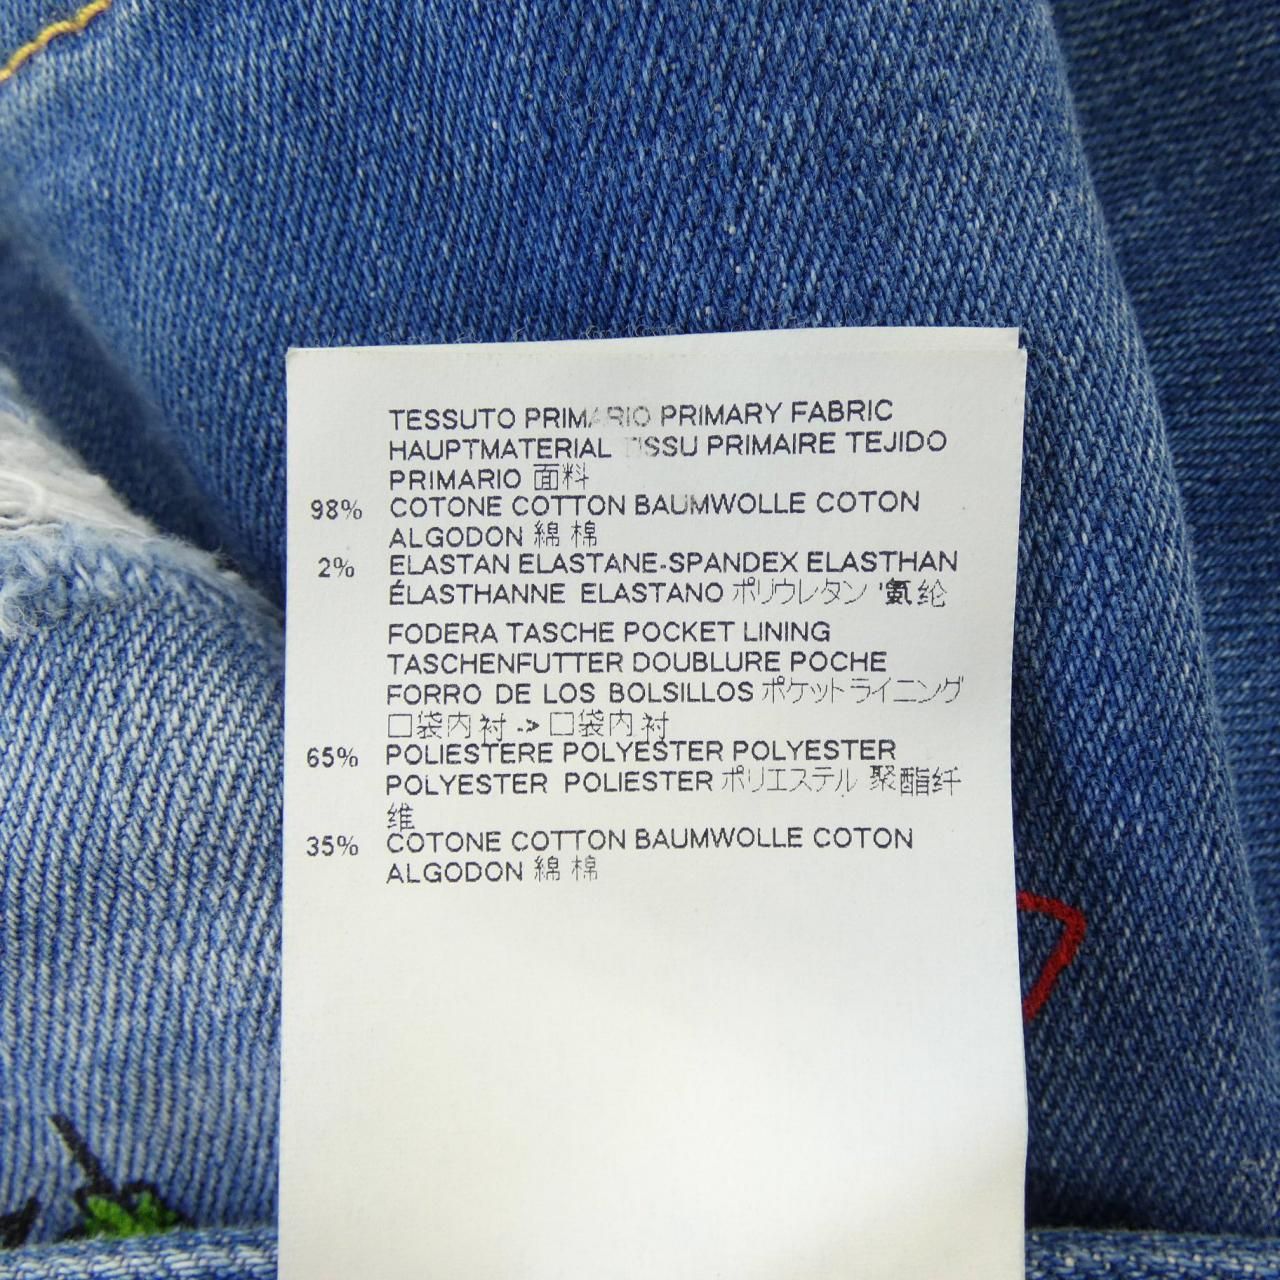 TESSUTO PRIMARIO PRIMARY FABRIC
HAUPTMATERIAL TISSU PRIMAIRE TEJIDO
PRIMARIO 面料
98% COTONE COTTON BAUMWOLLE COTON
ALGODON 綿 棉
2% ELASTAN ELASTANE-SPANDEX ELASTHAN
ÉLASTHANNE ELASTANO ポリウレタン '氨纶
FODERA TASCHE POCKET LINING
TASCHENFUTTER DOUBLURE POCHE
FORRO DE LOS BOLSILLOS ポケットライニング
口袋内衬 -> 口袋内衬
65% POLIESTERE POLYESTER POLYESTER
POLYESTER POLIESTER ポリエステル 聚酯纤
维
35% COTONE COTTON BAUMWOLLE COTON
ALGODON 綿 棉